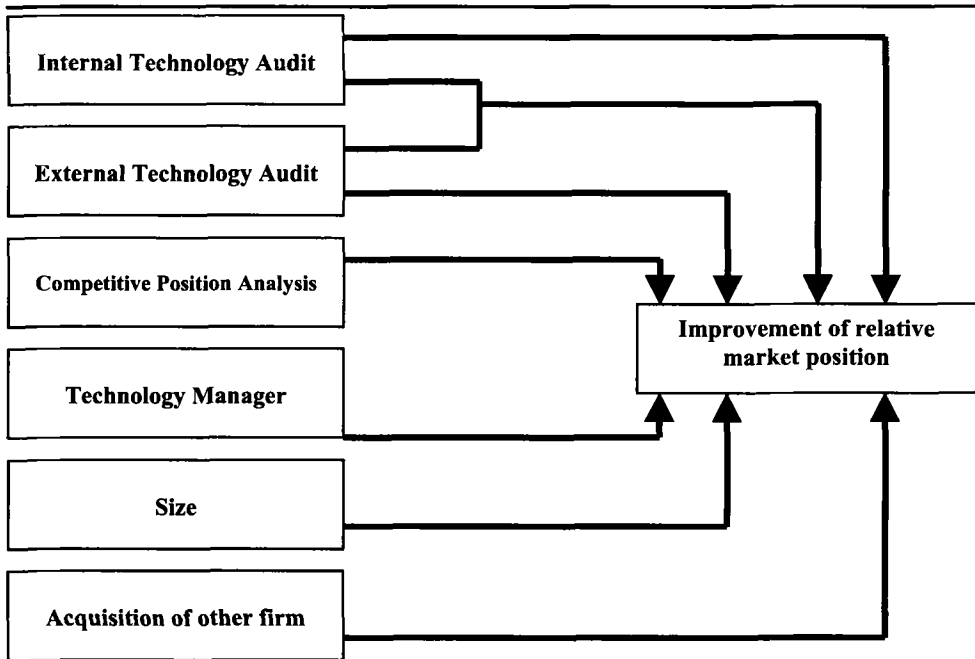 Internal Technology Audit
External Technology Audit
Competitive Position Analysis
Improvement of relative
market position
Technology Manager
Size
Acquisition of other firm